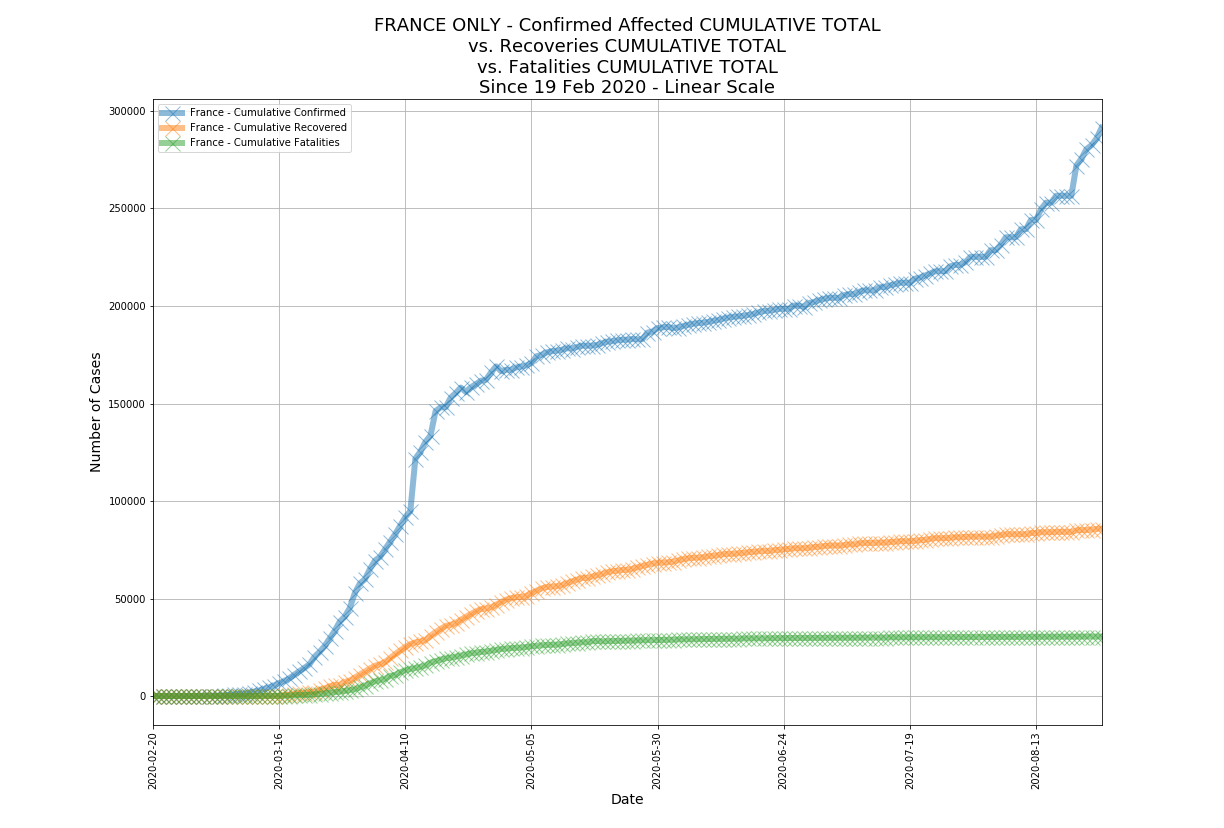 FRANCE ONLY - Confirmed Affected CUMULATIVE TOTAL
vs. Recoveries CUMULATIVE TOTAL
vs. Fatalities CUMULATIVE TOTAL
Since 19 Feb 2020 - Linear Scale
France - Cumulative Confirmed
France - Cumulative Recovered
France - Cumulative Fatalities
Number of Cases
300000
250000
200000
150000
100000
50000
0
2020-02-20
2020-03-16
2020-04-10
2020-05-05
2020-05-30
2020-06-24
2020-07-19
2020-08-13
Date